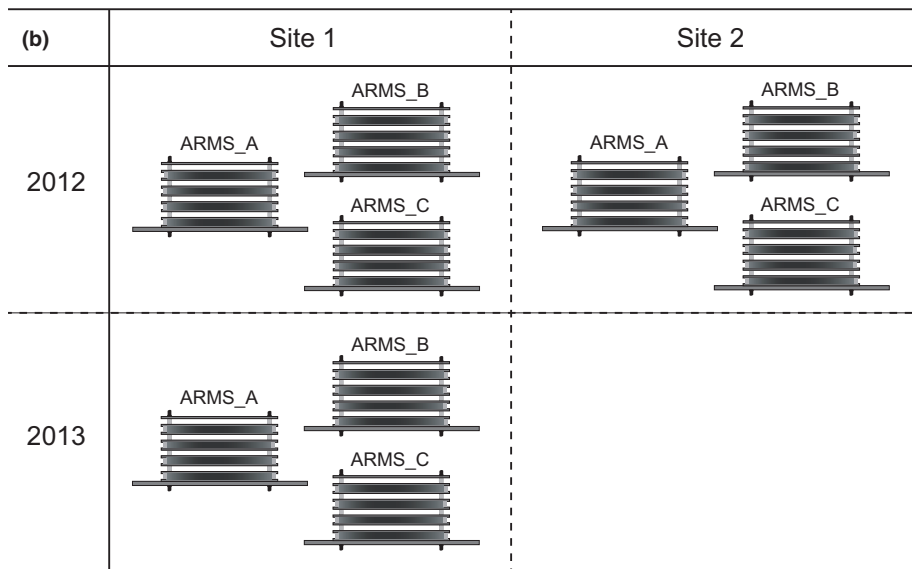 (b) Site 1 Site 2
2012
ARMS_A
ARMS_B
ARMS_C
ARMS_A
ARMS_B
ARMS_C
2013
ARMS_A
ARMS_B
ARMS_C